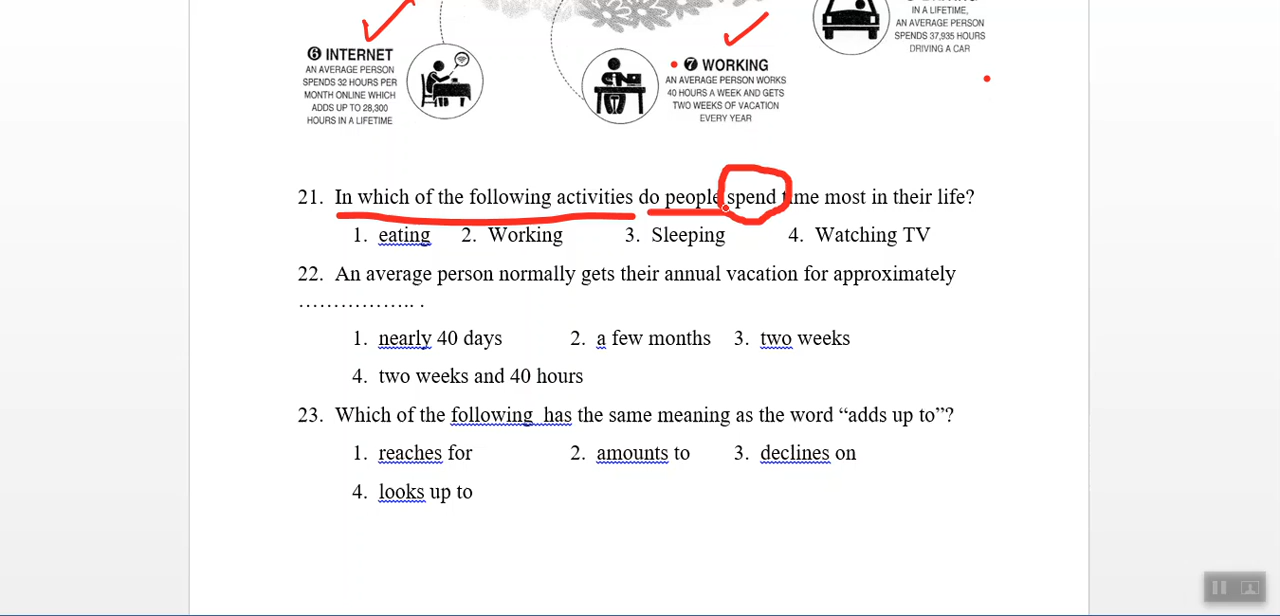 IN A LIFETIME,
AN AVERAGE PERSON
SPENDS 37,935 HOURS
DRIVING A CAR
6 INTERNET
AN AVERAGE PERSON
SPENDS 32 HOURS PER
MONTH ONLINE WHICH
ADDS UP TO 28,300
HOURS IN A LIFETIME
7 WORKING
AN AVERAGE PERSON WORKS
40 HOURS A WEEK AND GETS
TWO WEEKS OF VACATION
EVERY YEAR
21. In which of the following activities do people spend time most in their life?
1. eating 2. Working 3. Sleeping 4. Watching TV
22. An average person normally gets their annual vacation for approximately
................ .
1. nearly 40 days 2. a few months 3. two weeks
4. two weeks and 40 hours
23. Which of the following has the same meaning as the word “adds up to”?
1. reaches for 2. amounts to 3. declines on
4. looks up to